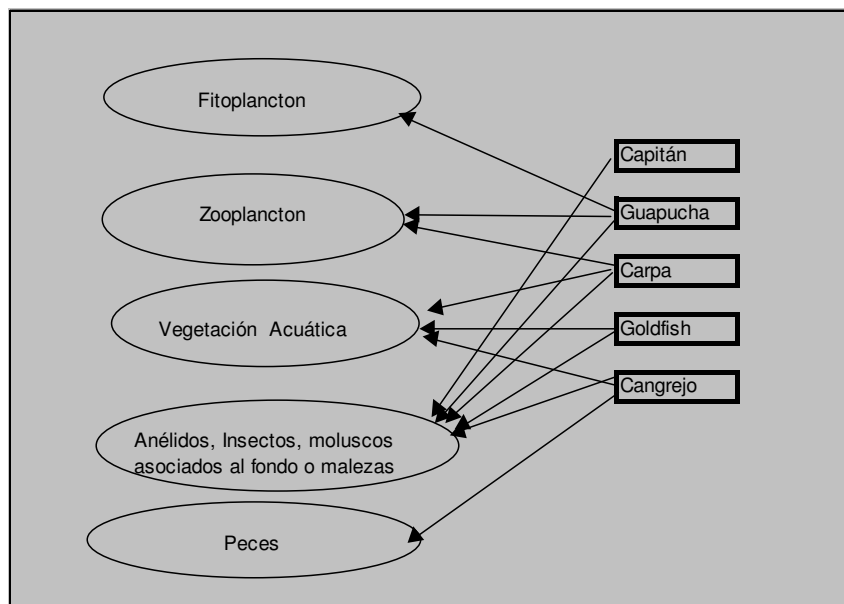 Fitoplancton
Zooplancton
Vegetación Acuática
Anélidos, Insectos, moluscos
asociados al fondo o malezas
Peces
Capitán
Guapucha
Carpa
Goldfish
Cangrejo